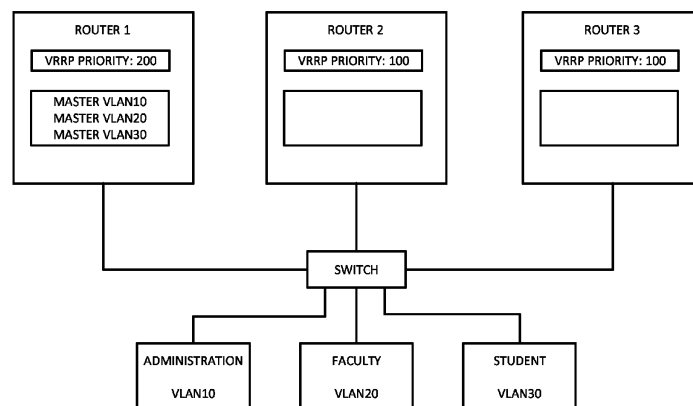 ROUTER 1
VRRP PRIORITY: 200
MASTER VLAN10
MASTER VLAN20
MASTER VLAN30
ROUTER 2
VRRP PRIORITY: 100
ROUTER 3
VRRP PRIORITY: 100
SWITCH
ADMINISTRATION
VLAN10
FACULTY
VLAN20
STUDENT
VLAN30